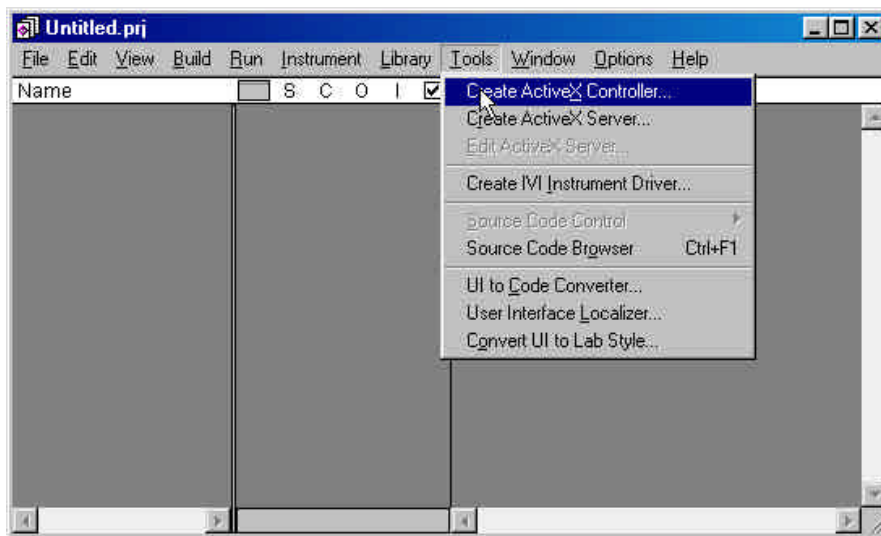 Untitled.prj
File Edit View Build Run Instrument Library Tools Window Options Help
Name S C O I
Create ActiveX Controller...
Create ActiveX Server...
Edit ActiveX Server...
Create IVI Instrument Driver...
Source Code Control
Source Code Browser Ctrl+F1
UI to Code Converter...
User Interface Localizer...
Convert UI to Lab Style...